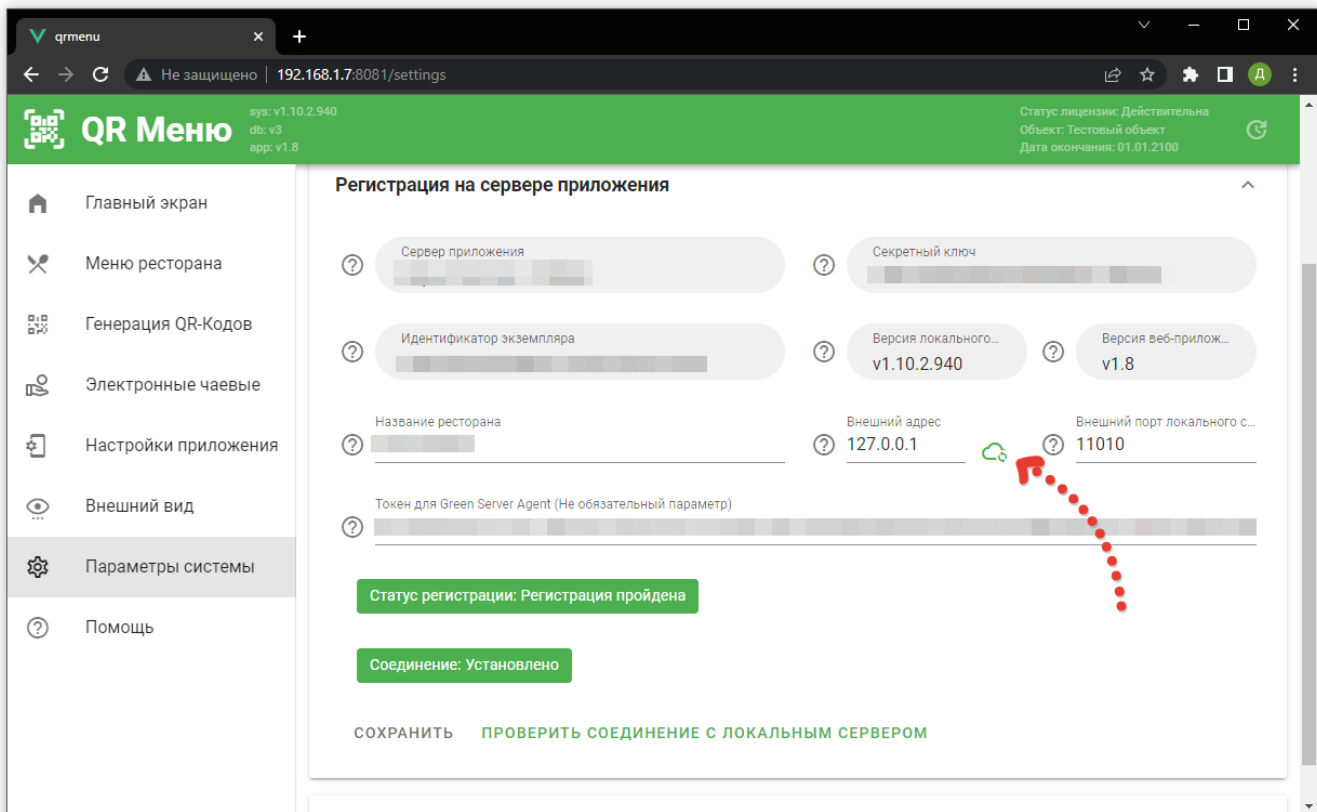 qrmenu
Не защищено 192.168.1.7:8081/settings
Д
QR Меню
sys: v1.10.2.940
db: v3
app: v1.8
Статус лицензии: Действительна
Объект: Тестовый объект
Дата окончания: 01.01.2100
Главный экран
Меню ресторана
Генерация QR-Кодов
Электронные чаевые
Настройки приложения
Внешний вид
Параметры системы
Помощь
Регистрация на сервере приложения
Сервер приложения
Секретный ключ
Идентификатор экземпляра
Версия локального...
v1.10.2.940
Версия веб-прилож...
v1.8
Название ресторана
Внешний адрес
127.0.0.1
Внешний порт локального с...
11010
Токен для Green Server Agent (Не обязательный параметр)
Статус регистрации: Регистрация пройдена
Соединение: Установлено
СОХРАНИТЬ ПРОВЕРИТЬ СОЕДИНЕНИЕ С ЛОКАЛЬНЫМ СЕРВЕРОМ